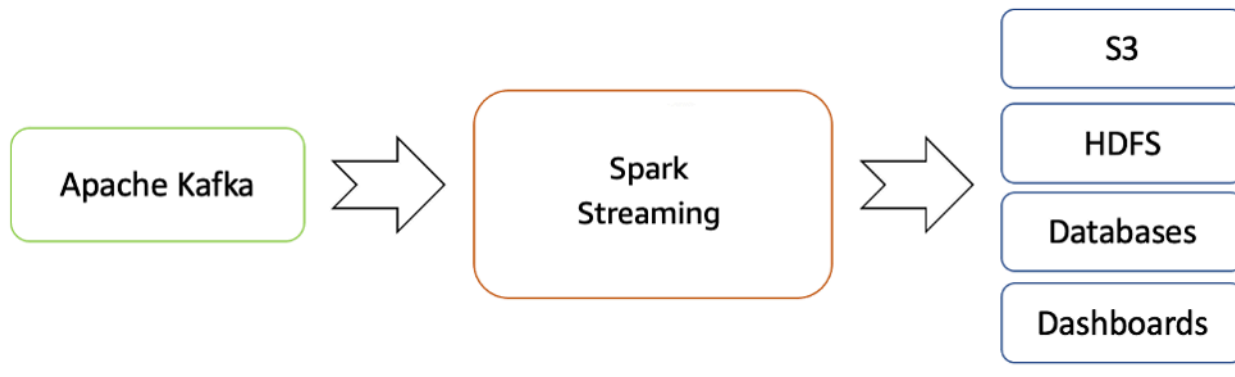 Apache Kafka
Spark
Streaming
S3
HDFS
Databases
Dashboards